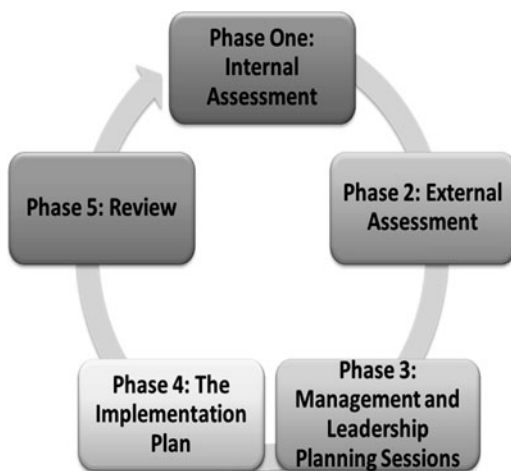 Phase One:
Internal
Assessment
Phase 2: External
Assessment
Phase 3:
Management and
Leadership
Planning Sessions
Phase 4: The
Implementation
Plan
Phase 5: Review